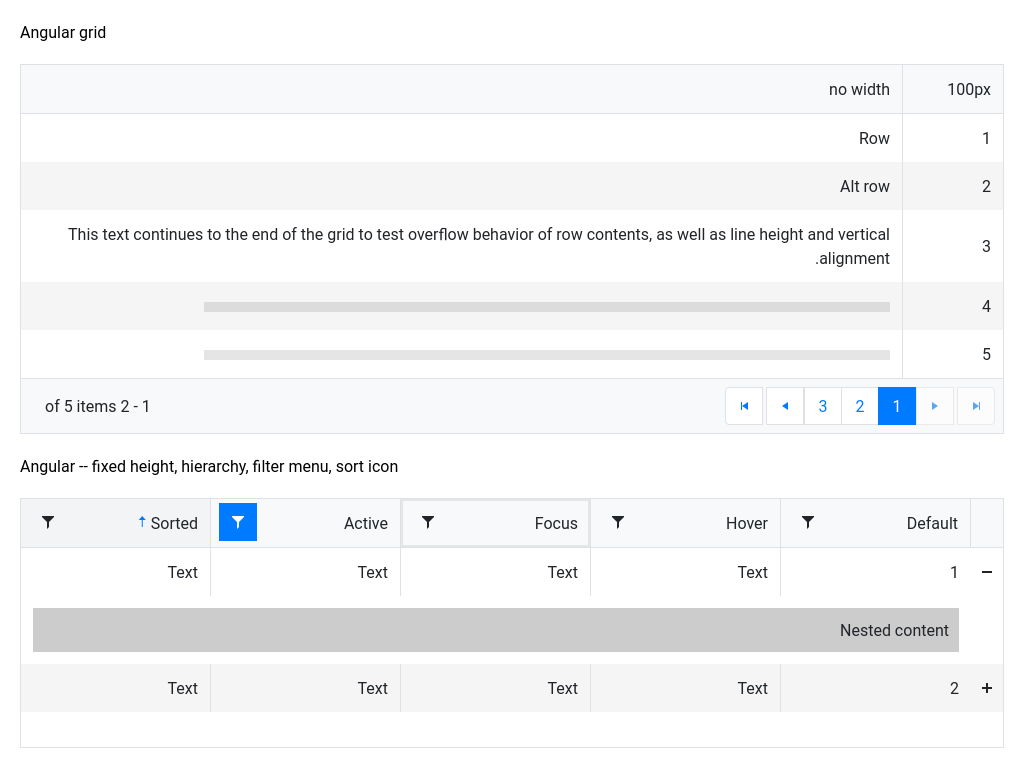 Angular grid
100px
no width
1
Row
2
Alt row
3
This text continues to the end of the grid to test overflow behavior of row contents, as well as line height and vertical
.alignment
4
5
1
2
3
of 5 items 2 - 1
Angular -- fixed height, hierarchy, filter menu, sort icon
Default
Hover
Focus
Active
Sorted
1
Text
Text
Text
Text
Nested content
2
Text
Text
Text
Text